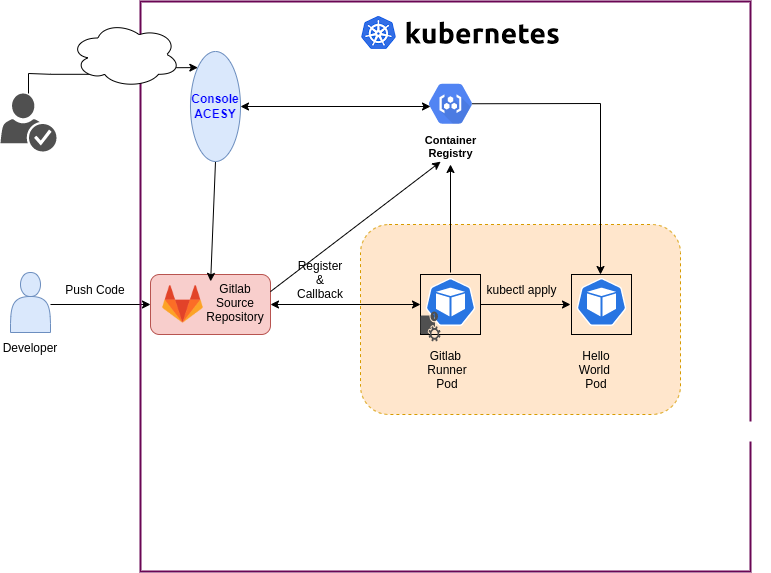 kubernetes
Console
ACESY
Container
Registry
Push Code
Gitlab
Source
Repository
Register
&
Callback
kubectl apply
Developer
Gitlab
Runner
Pod
Hello
World
Pod